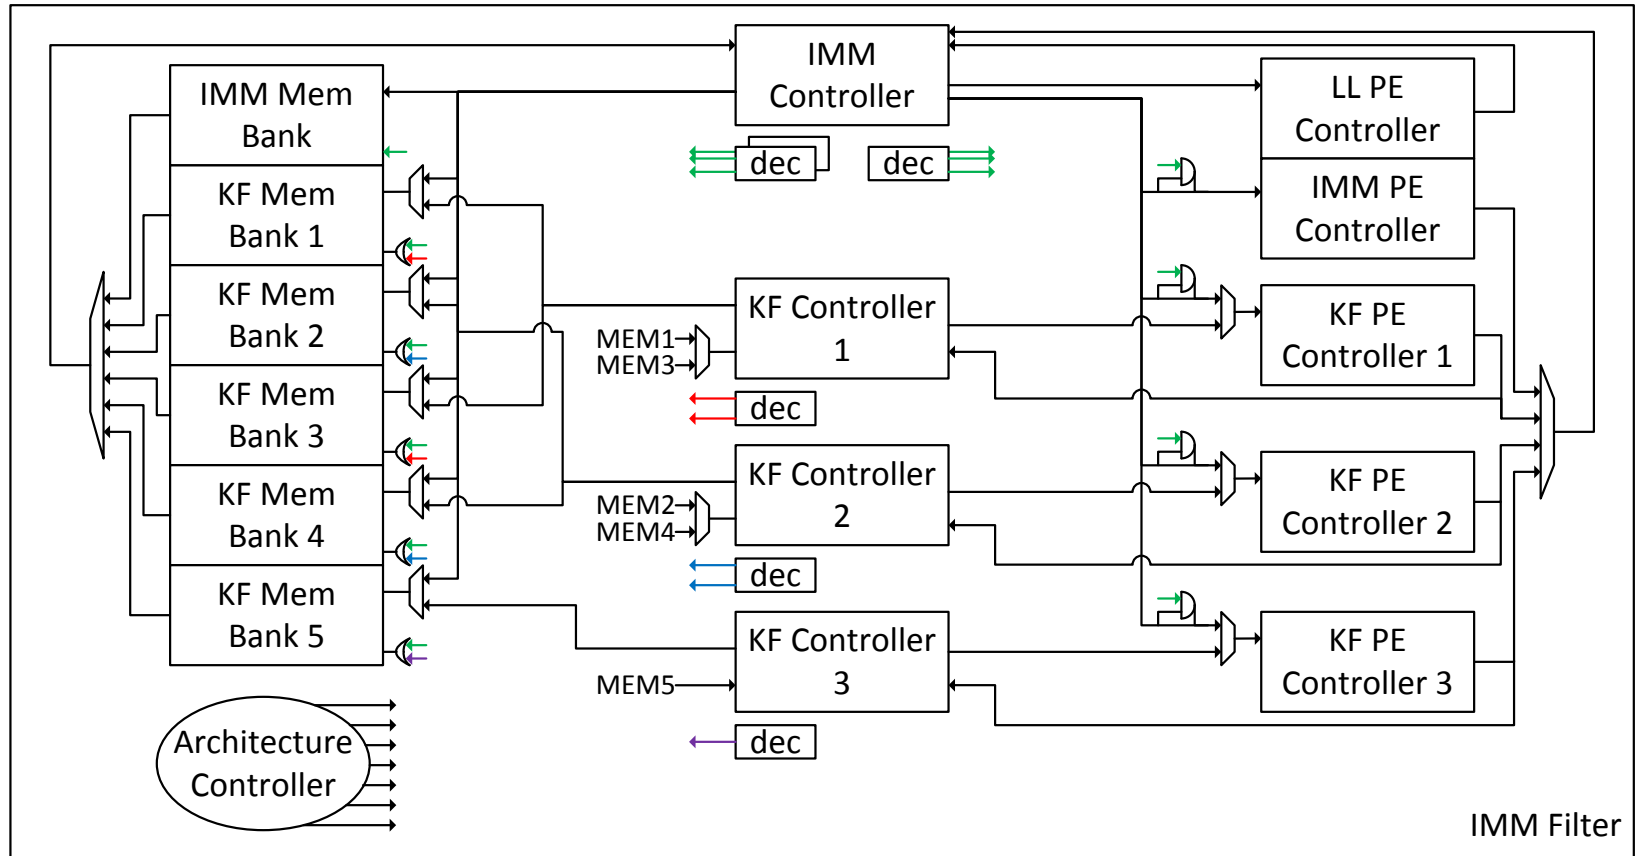 IMM
Controller
IMM Mem
Bank
KF Mem
Bank 1
KF Mem
Bank 2
KF Mem
Bank 3
KF Mem
Bank 4
KF Mem
Bank 5
dec
dec
LL PE
Controller
IMM PE
Controller
KF Controller
1
MEM1
MEM3
dec
KF PE
Controller 1
KF Controller
2
MEM2
MEM4
dec
KF PE
Controller 2
KF Controller
3
MEM5
dec
KF PE
Controller 3
Architecture
Controller
IMM Filter